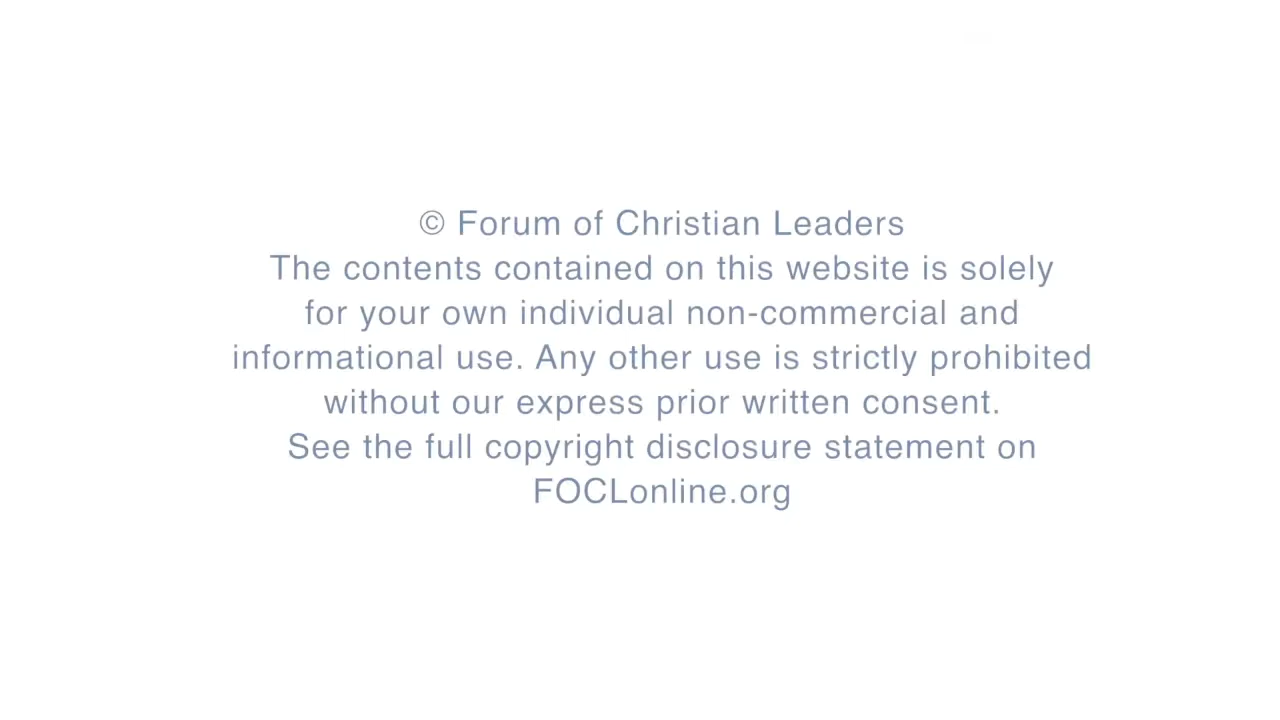 © Forum of Christian Leaders
The contents contained on this website is solely
for your own individual non-commercial and
informational use. Any other use is strictly prohibited
without our express prior written consent.
See the full copyright disclosure statement on
FOCLonline.org